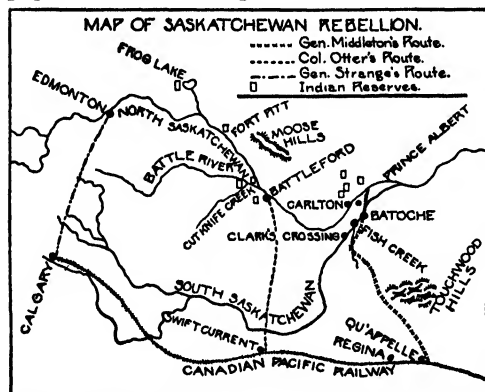 MAP OF SASKATCHEWAN REBELLION.
Gen. Middleton's Route.
Col. Otter's Route.
Gen. Strange's Route.
Indian Reserves.
FROG LAKE
EDMONTON
NORTH SASKATCHEWAN
FORT PITT
MOOSE
HILLS
BATTLE RIVER
BATTLEFORD
PRINCE ALBERT
CUTKNIFE CREEK
CARLTON
BATOCHE
CLARK'S CROSSING
FISH CREEK
TOUCHWOOD
HILLS
CALGARY
SOUTH SASKATCHEWAN
SWIFT CURRENT
QU'APPELLE
REGINA
CANADIAN PACIFIC RAILWAY